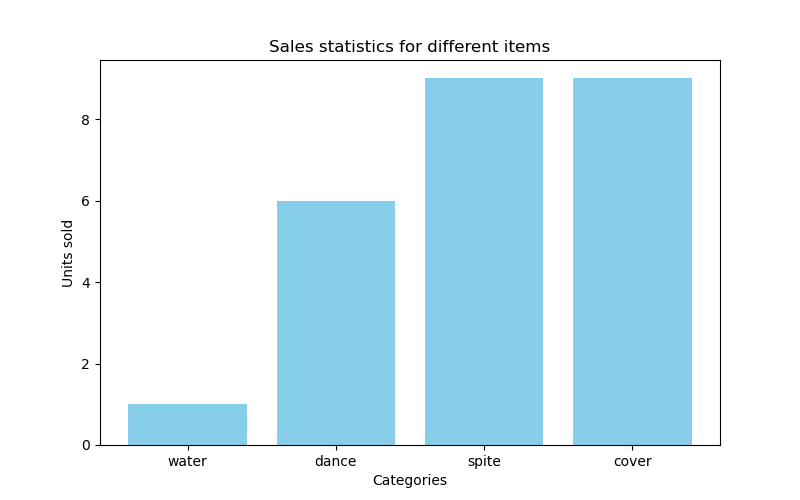 Sales statistics for different items
Units sold
8
6
4
2
0
water dance spite cover
Categories